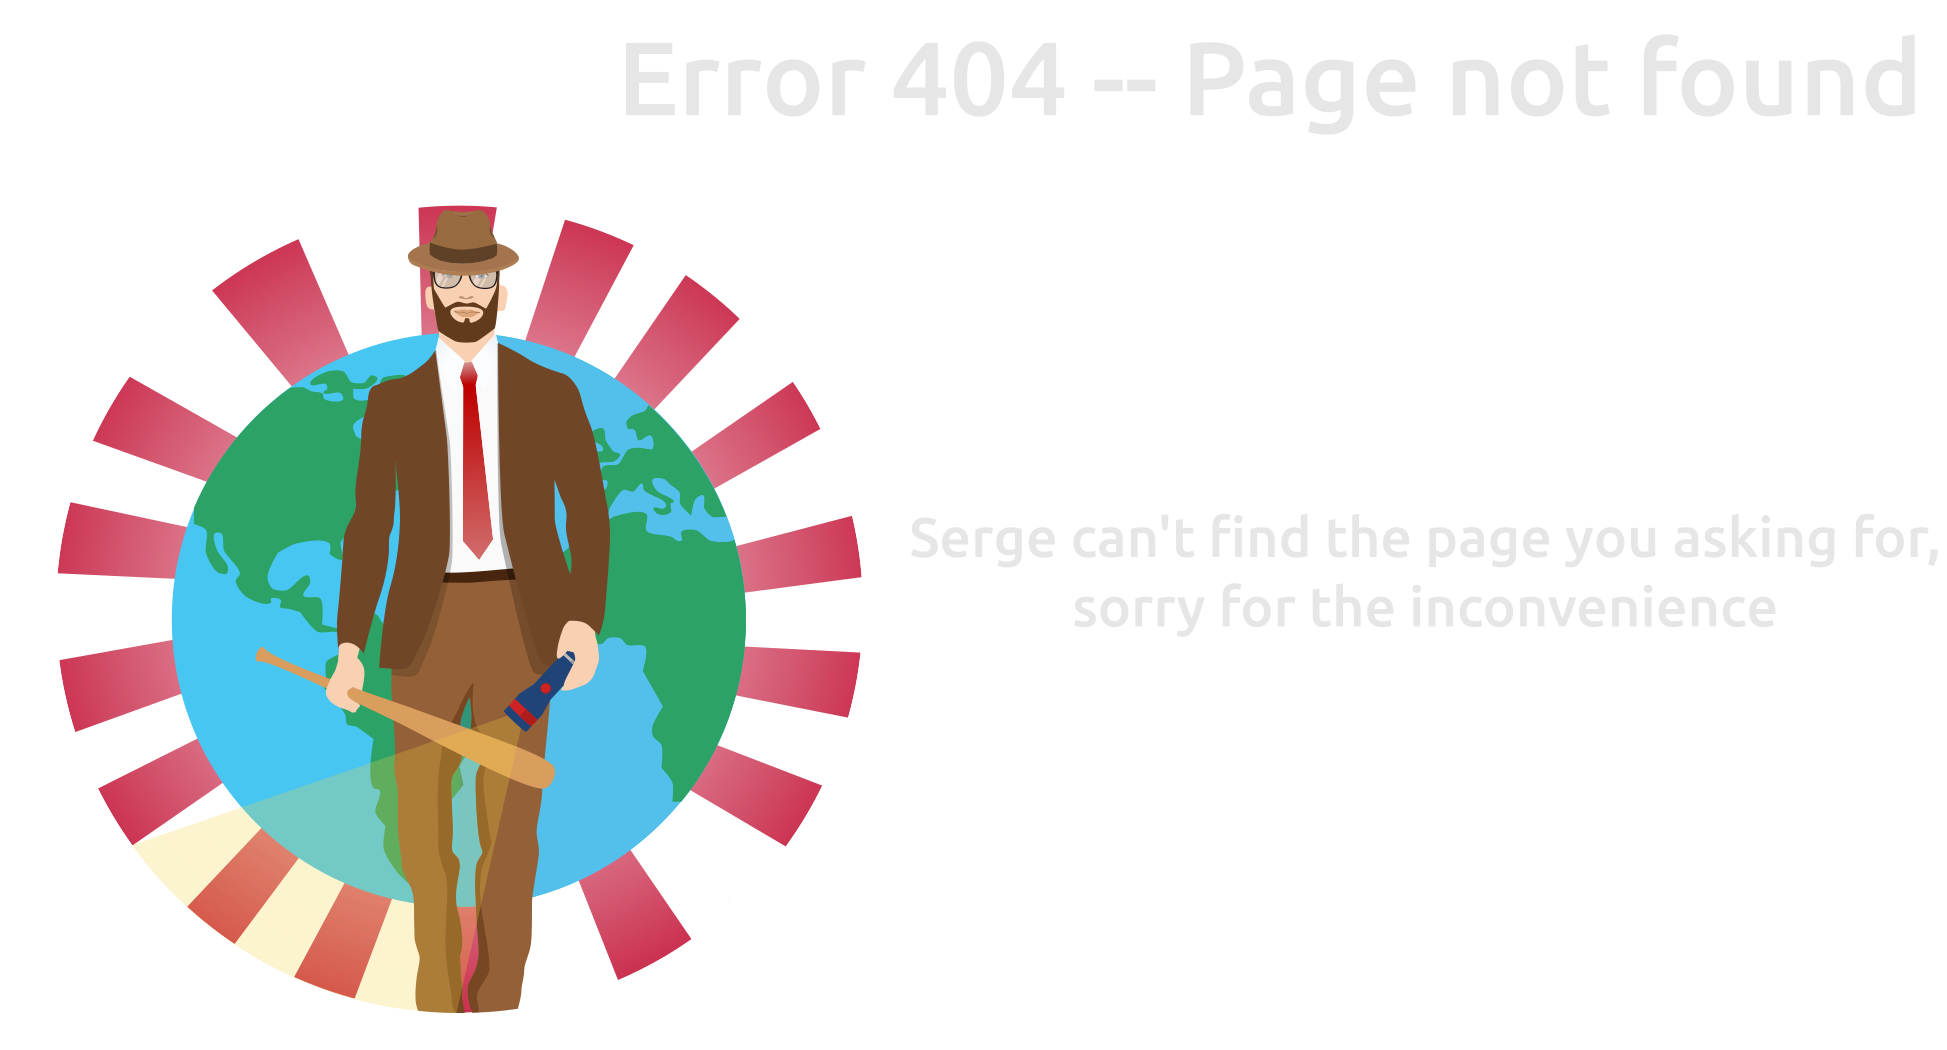 Error 404 -- Page not found
Serge can't find the page you asking for,
sorry for the inconvenience